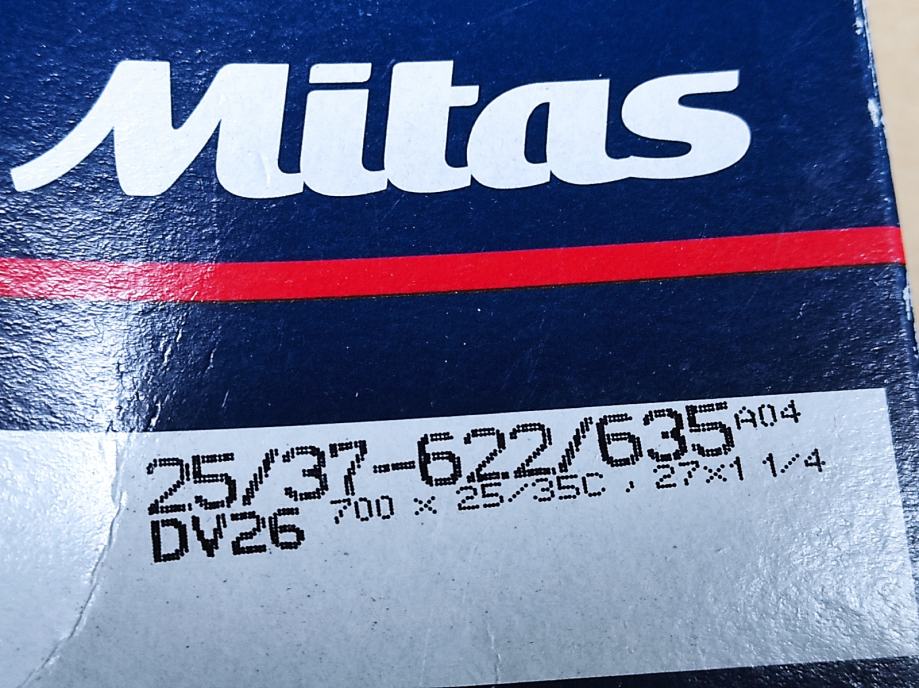 Mitas
25/37-622/635 A04
700 x 25/35C , 27x1 1/4
DV26